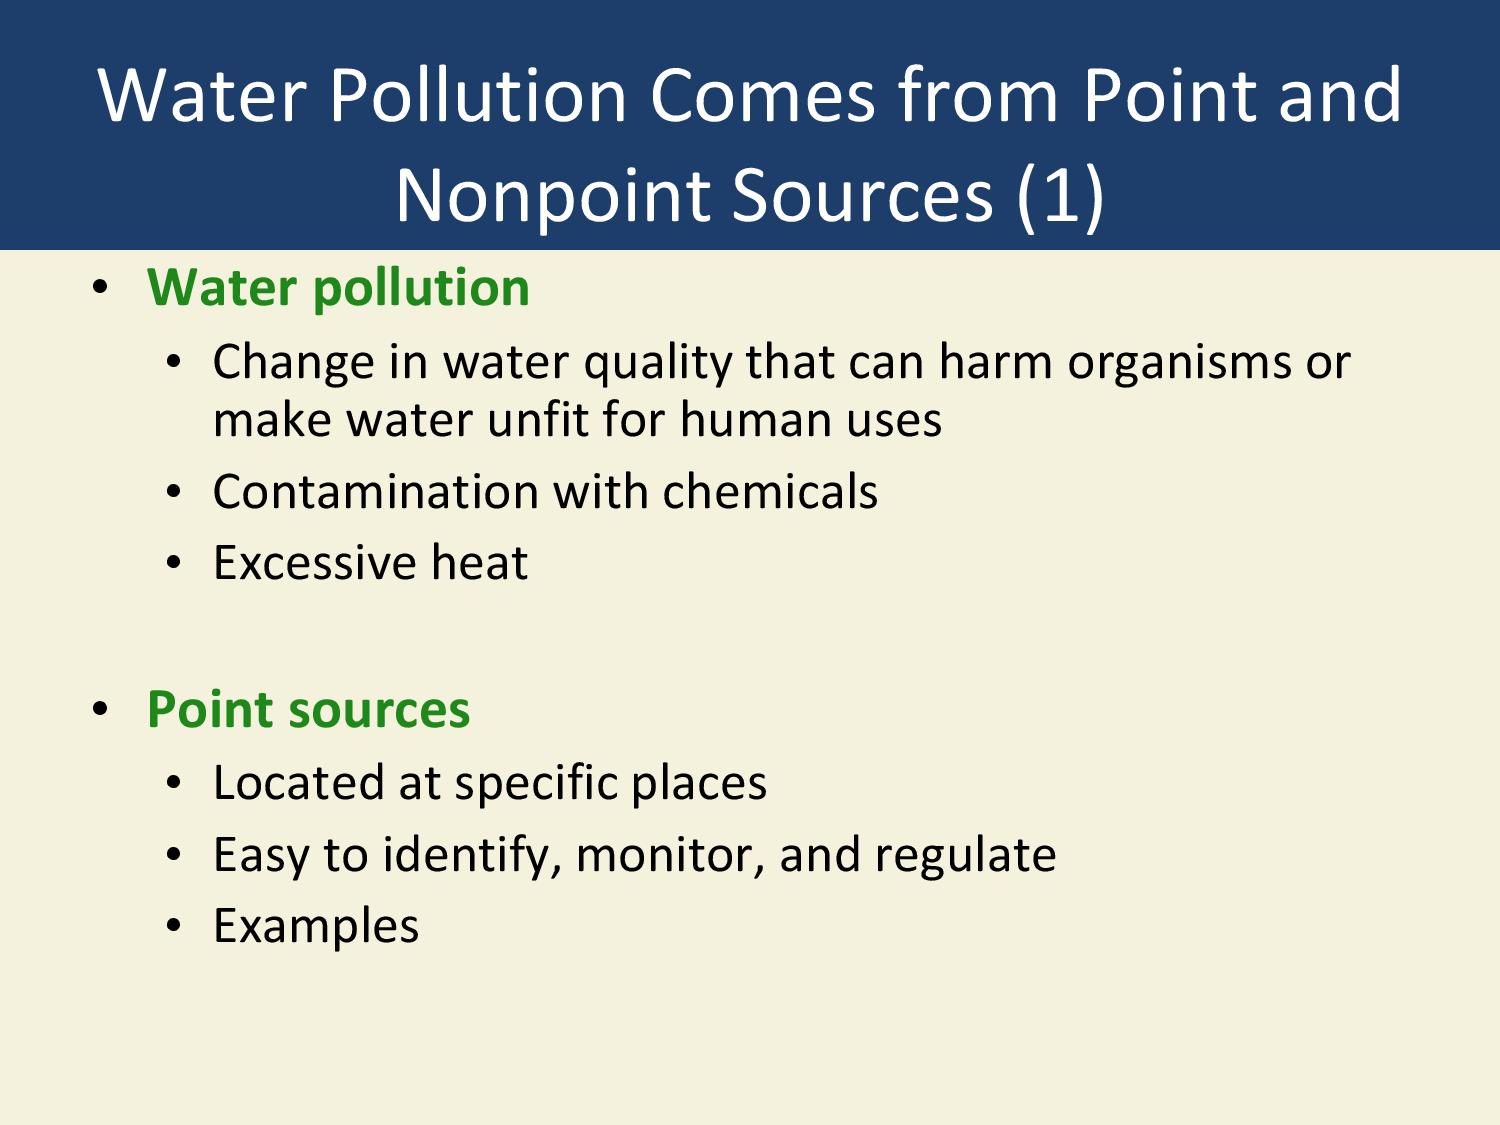 Water Pollution Comes from Point and
Nonpoint Sources (1)
• Water pollution
• Change in water quality that can harm organisms or
make water unfit for human uses
• Contamination with chemicals
• Excessive heat
• Point sources
• Located at specific places
• Easy to identify, monitor, and regulate
• Examples